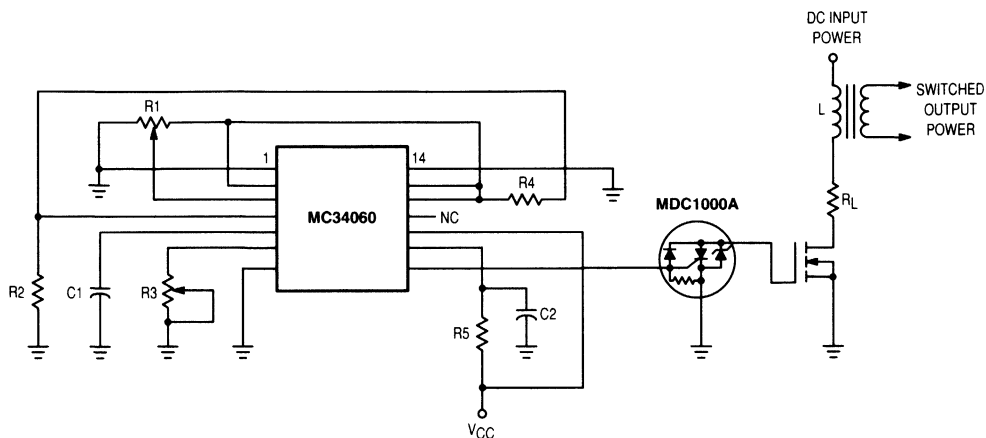 DC INPUT
POWER
L
SWITCHED
OUTPUT
POWER
R1
1
14
R4
MC34060
NC
MDC1000A
RL
R2
C1
R3
R5
C2
VCC